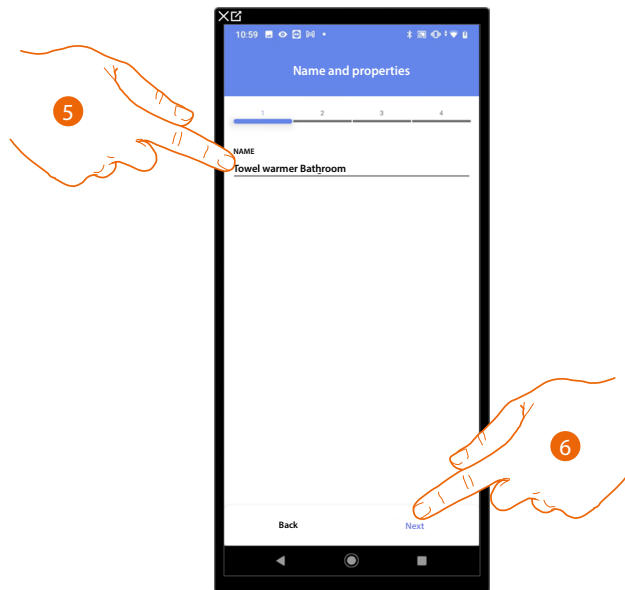 10:59
Name and properties
1 2 3 4
NAME
Towel warmer Bathroom
5
6
Back Next